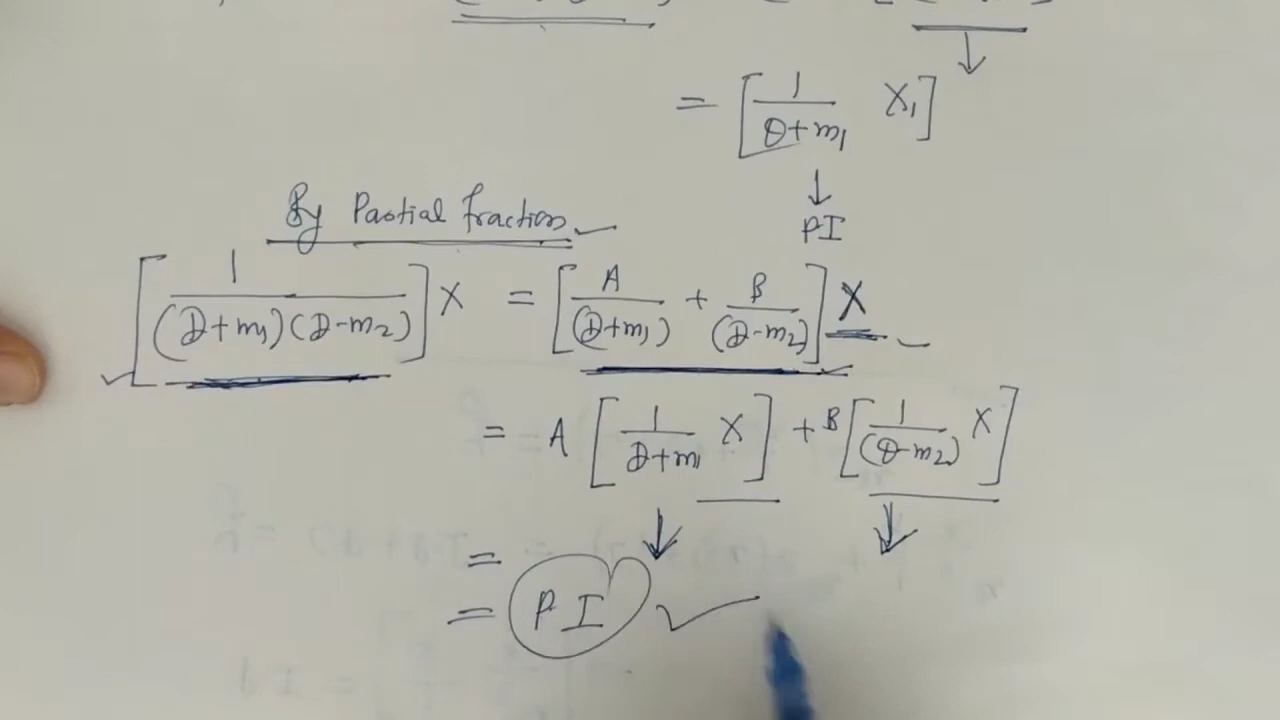 = [1/(D+m₁) X₁]
↓
PI
By Partial fraction
[1/((D+m₁)(D-m₂))] X = [A/(D+m₁) + B/(D-m₂)] X
= A [1/(D+m₁) X] + B [1/(D-m₂) X]
=
= PI